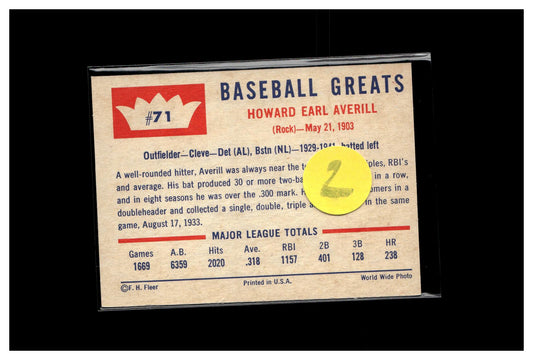 #71
BASEBALL GREATS
HOWARD EARL AVERILL
(Rock)—May 21, 1903
Outfielder—Cleve—Det (AL), Bstn (NL)—1929-1941, batted left
A well-rounded hitter, Averill was always near the iples, RBI's
and average. His bat produced 30 or more two-ba in a row,
and in eight seasons he was over the .300 mark. H omers in a
doubleheader and collected a single, double, triple a in the same
game, August 17, 1933.
2
MAJOR LEAGUE TOTALS
Games A.B. Hits Ave. RBI 2B 3B HR
1669 6359 2020 .318 1157 401 128 238
©F. H. Fleer Printed in U.S.A. World Wide Photo